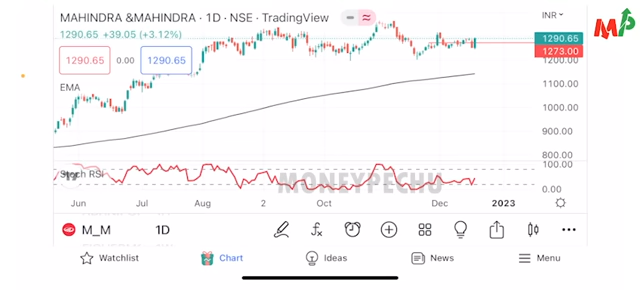 MAHINDRA &MAHINDRA · 1D · NSE · TradingView
INR
MP
1290.65 +39.05 (+3.12%)
1290.65
1273.00
1290.65 0.00 1290.65
1200.00
EMA
1100.00
1000.00
900.00
800.00
100.00
Stoch RSI
MONEYPECHU
0.00
Jun Jul Aug 2 Oct Dec 2023
M_M 1D
Watchlist Chart Ideas News Menu